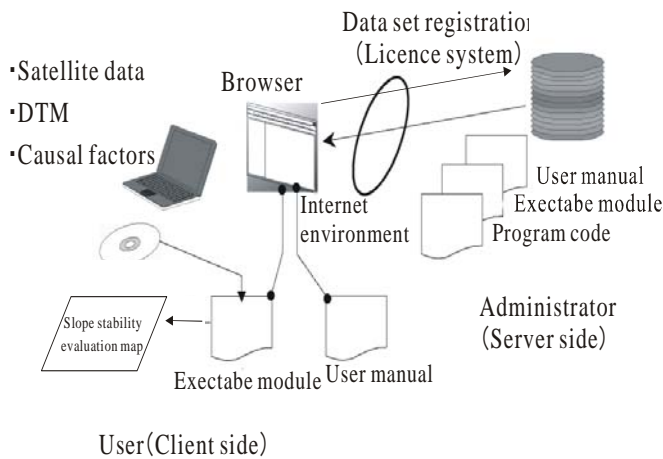 Data set registration
(Licence system)
·Satellite data
·DTM
·Causal factors
Browser
Internet
environment
User manual
Exectabe module
Program code
Slope stability
evaluation map
Exectabe module
User manual
Administrator
(Server side)
User(Client side)